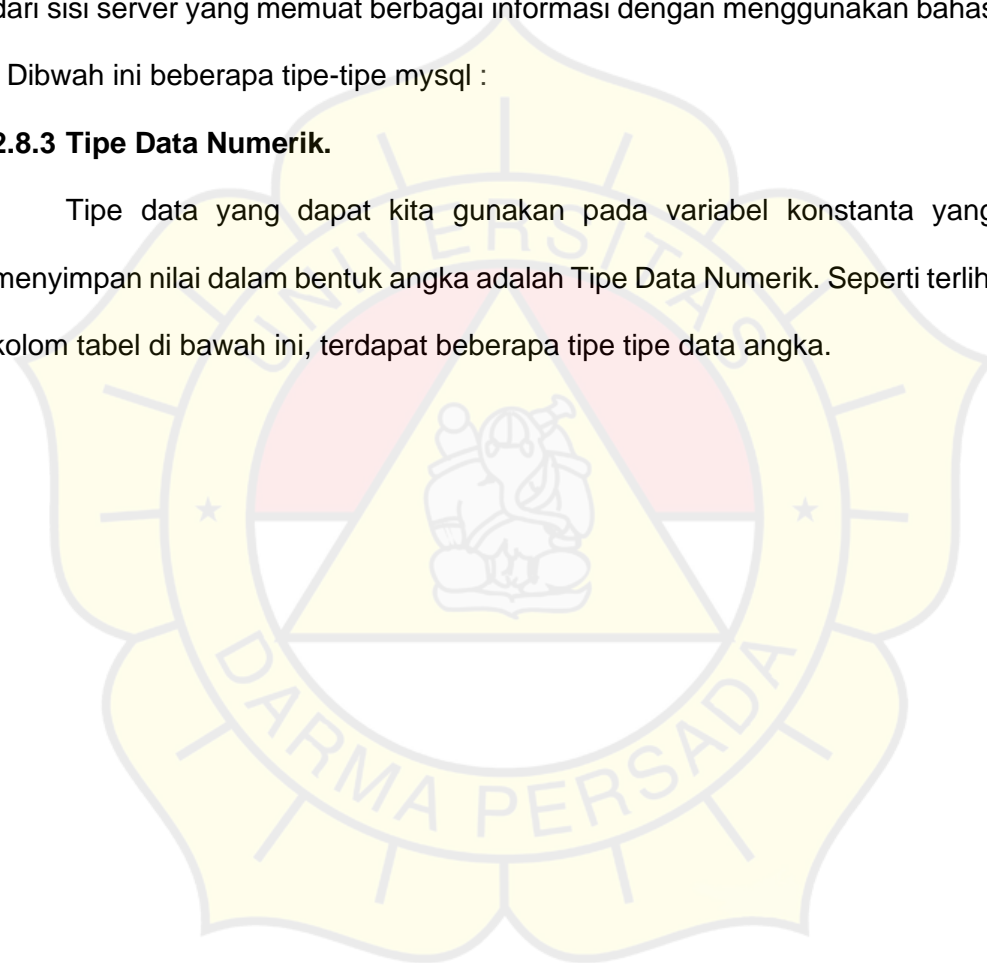 dari sisi server yang memuat berbagai informasi dengan menggunakan bahas
Dibwah ini beberapa tipe-tipe mysql :
2.8.3 Tipe Data Numerik.
Tipe data yang dapat kita gunakan pada variabel konstanta yang
menyimpan nilai dalam bentuk angka adalah Tipe Data Numerik. Seperti terlih
kolom tabel di bawah ini, terdapat beberapa tipe tipe data angka.
UNIVERSITAS
DARMA PERSADA